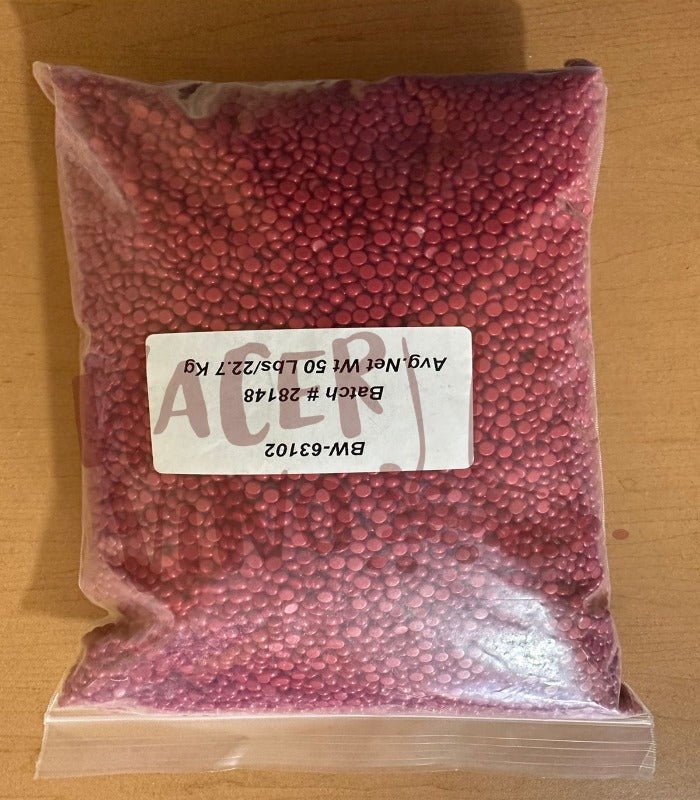 BW-63102
Batch # 28148
Avg.Net Wt 50 Lbs/22.7 Kg